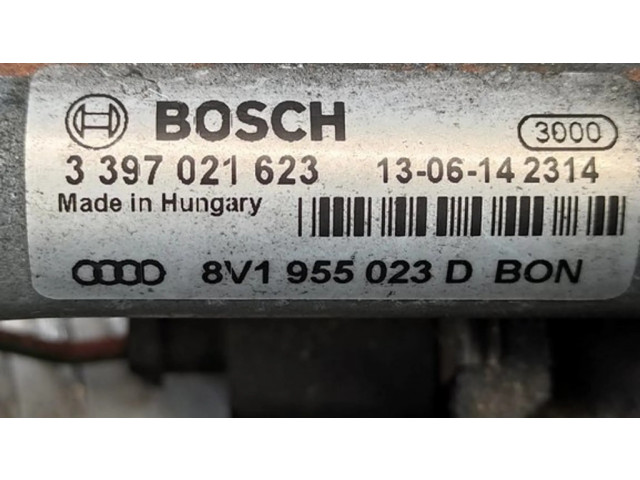 BOSCH 3000
3 397 021 623 13-06-14 2314
Made in Hungary
8V1 955 023 D BON